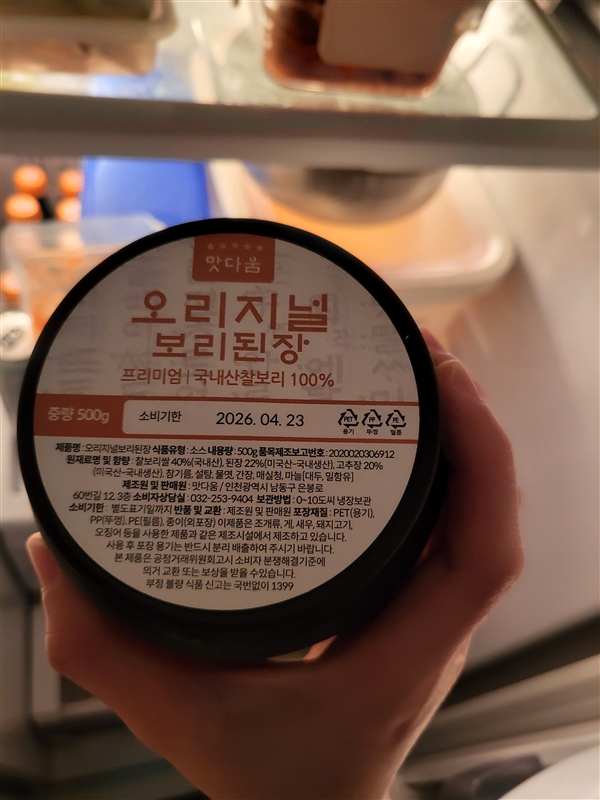 맛다움
오리지널
보리된장
프리미엄 | 국내산찰보리 100%
중량 500g
소비기한
2026. 04. 23
PET
용기
PP
뚜껑
PE
필름
제품명 : 오리지널보리된장 식품유형 : 소스 내용량 : 500g 품목제조보고번호 : 2020020306912
원재료명 및 함량 : 찰보리쌀 40%(국내산), 된장 22%(미국산-국내생산), 고추장 20%
(미국산-국내생산), 참기름, 설탕, 물엿, 간장, 매실청, 마늘[대두, 밀함유]
제조원 및 판매원 : 맛다움 / 인천광역시 남동구 은봉로
60번길 12. 3층 소비자상담실 : 032-253-9404 보관방법 : 0~10도씨 냉장보관
소비기한 : 별도표기일까지 반품 및 교환 : 제조원 및 판매원 포장재질 : PET(용기),
PP(뚜껑), PE(필름), 종이(외포장) 이제품은 조개류, 게, 새우, 돼지고기,
오징어 등을 사용한 제품과 같은 제조시설에서 제조하고 있습니다.
사용 후 포장 용기는 반드시 분리 배출하여 주시기 바랍니다.
본 제품은 공정거래위원회고시 소비자 분쟁해결기준에
의거 교환 또는 보상을 받을 수있습니다.
부정 불량 식품 신고는 국번없이 1399